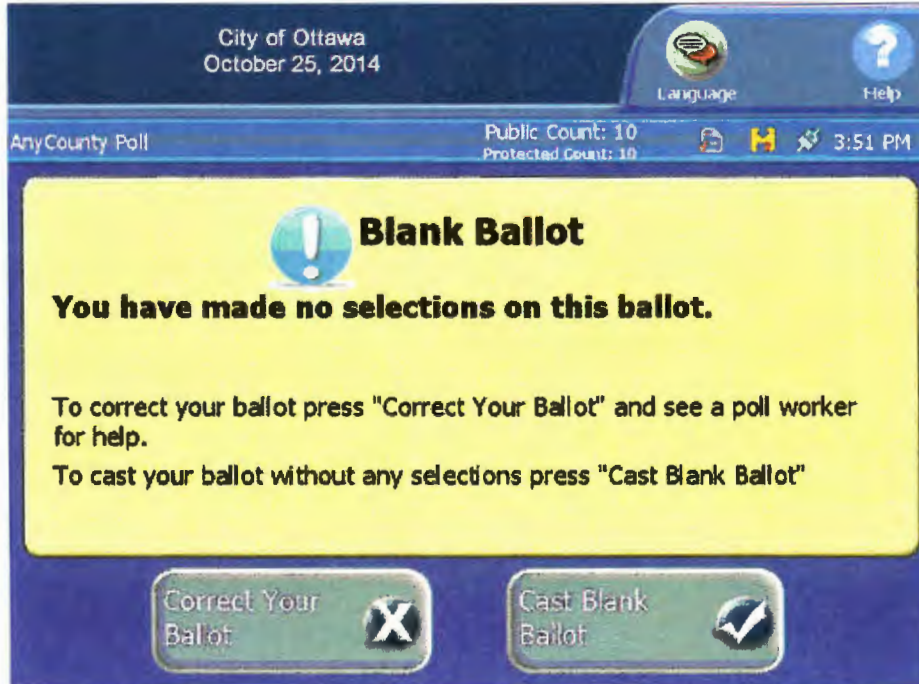 City of Ottawa
October 25, 2014
Language
Help
AnyCounty Poll
Public Count: 10
Protected Count: 10
3:51 PM
Blank Ballot
You have made no selections on this ballot.
To correct your ballot press "Correct Your Ballot" and see a poll worker
for help.
To cast your ballot without any selections press "Cast Blank Ballot"
Correct Your
Ballot
Cast Blank
Ballot